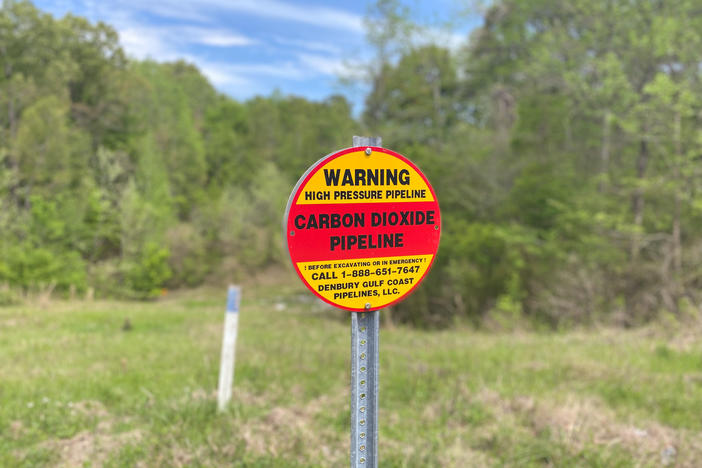 WARNING
HIGH PRESSURE PIPELINE
CARBON DIOXIDE
PIPELINE
! BEFORE EXCAVATING OR IN EMERGENCY !
CALL 1-888-651-7647
DENBURY GULF COAST
PIPELINES, LLC.